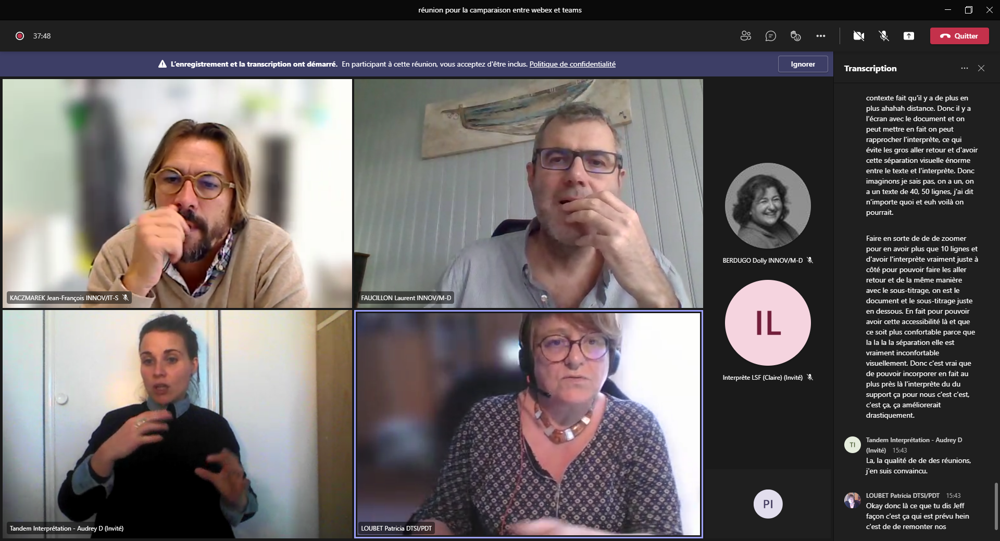 réunion pour la camparaison entre webex et teams
37:48
Quitter
L'enregistrement et la transcription ont démarré. En participant à cette réunion, vous acceptez d'être inclus. Politique de confidentialité
Ignorer
KACZMAREK Jean-François INNOV/IT-S
FAUCILLON Laurent INNOV/M-D
Tandem Interprétation - Audrey D (Invité)
LOUBET Patricia DTSI/PDT
BERDUGO Dolly INNOV/M-D
IL
Interprète LSF (Claire) (Invité)
PI
Transcription
contexte fait qu'il y a de plus en
plus ahahah distance. Donc il y a
l'écran avec le document et on
peut mettre en fait on peut
rapprocher l'interprète, ce qui
évite les gros aller retour et d'avoir
cette séparation visuelle énorme
entre le texte et l'interprète. Donc
imaginons je sais pas, on a un, on
a un texte de 40, 50 lignes, j'ai dit
n'importe quoi et euh voilà on
pourrait.
Faire en sorte de de de zoomer
pour en avoir plus que 10 lignes et
d'avoir l'interprète vraiment juste à
côté pour pouvoir faire les aller
retour et de la même manière
avec le sous-titrage, on est le
document et le sous-titrage juste
en dessous. En fait pour pouvoir
avoir cette accessibilité là et que
ce soit plus confortable parce que
la la la la séparation elle est
vraiment inconfortable
visuellement. Donc c'est vrai que
de pouvoir incorporer en fait au
plus près là l'interprète du du
support ça pour nous c'est c'est,
c'est ça, ça améliorerait
drastiquement.
TI
Tandem Interprétation - Audrey D
(Invité) 15:43
La, la qualité de de des réunions,
j'en suis convaincu.
LOUBET Patricia DTSI/PDT 15:43
Okay donc là ce que tu dis Jeff
façon c'est ça qui est prévu hein
c'est de de remonter nos